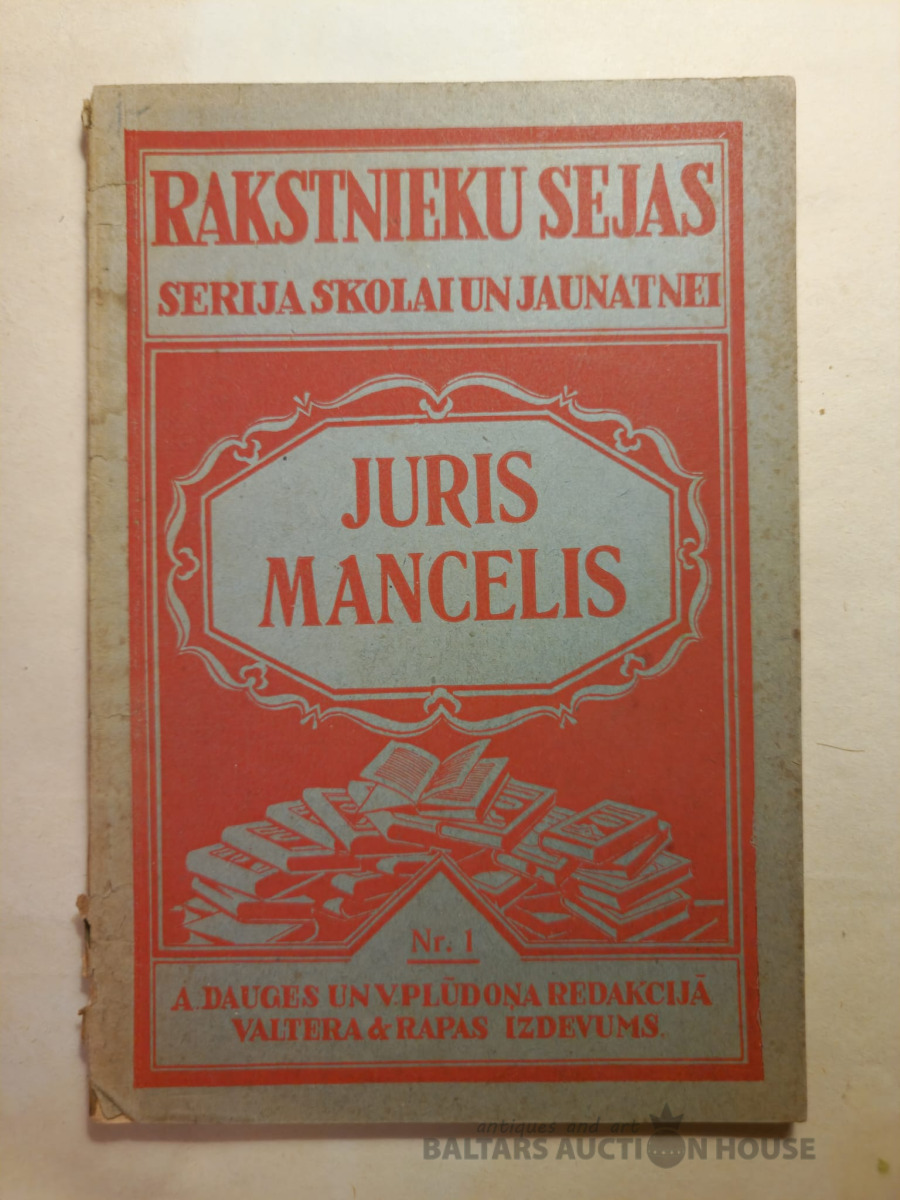 RAKSTNIEKU SEJAS
SERIJA SKOLAI UN JAUNATNEI
JURIS
MANCELIS
Nr. 1
A. DAUGES UN V. PLŪDOŅA REDAKCIJĀ
VALTERA & RAPAS IZDEVUMS.
antiques and art
BALTARS AUCTION HOUSE